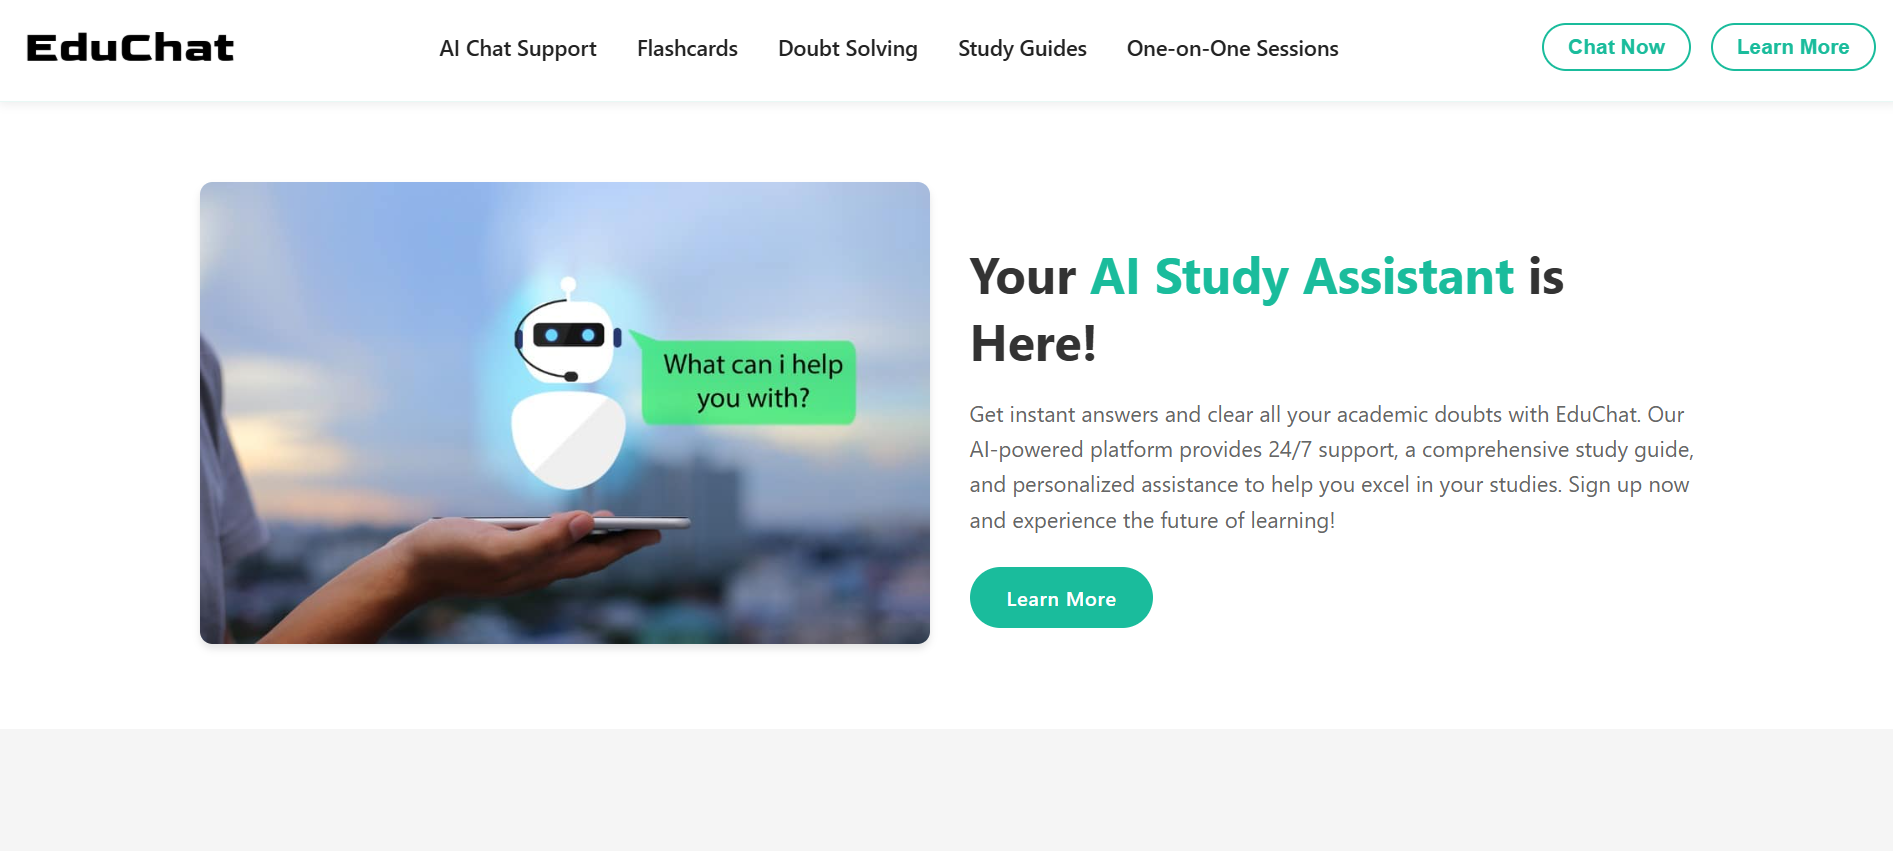 EduChat
AI Chat Support
Flashcards
Doubt Solving
Study Guides
One-on-One Sessions
Chat Now
Learn More
What can i help
you with?
Your AI Study Assistant is
Here!
Get instant answers and clear all your academic doubts with EduChat. Our
AI-powered platform provides 24/7 support, a comprehensive study guide,
and personalized assistance to help you excel in your studies. Sign up now
and experience the future of learning!
Learn More